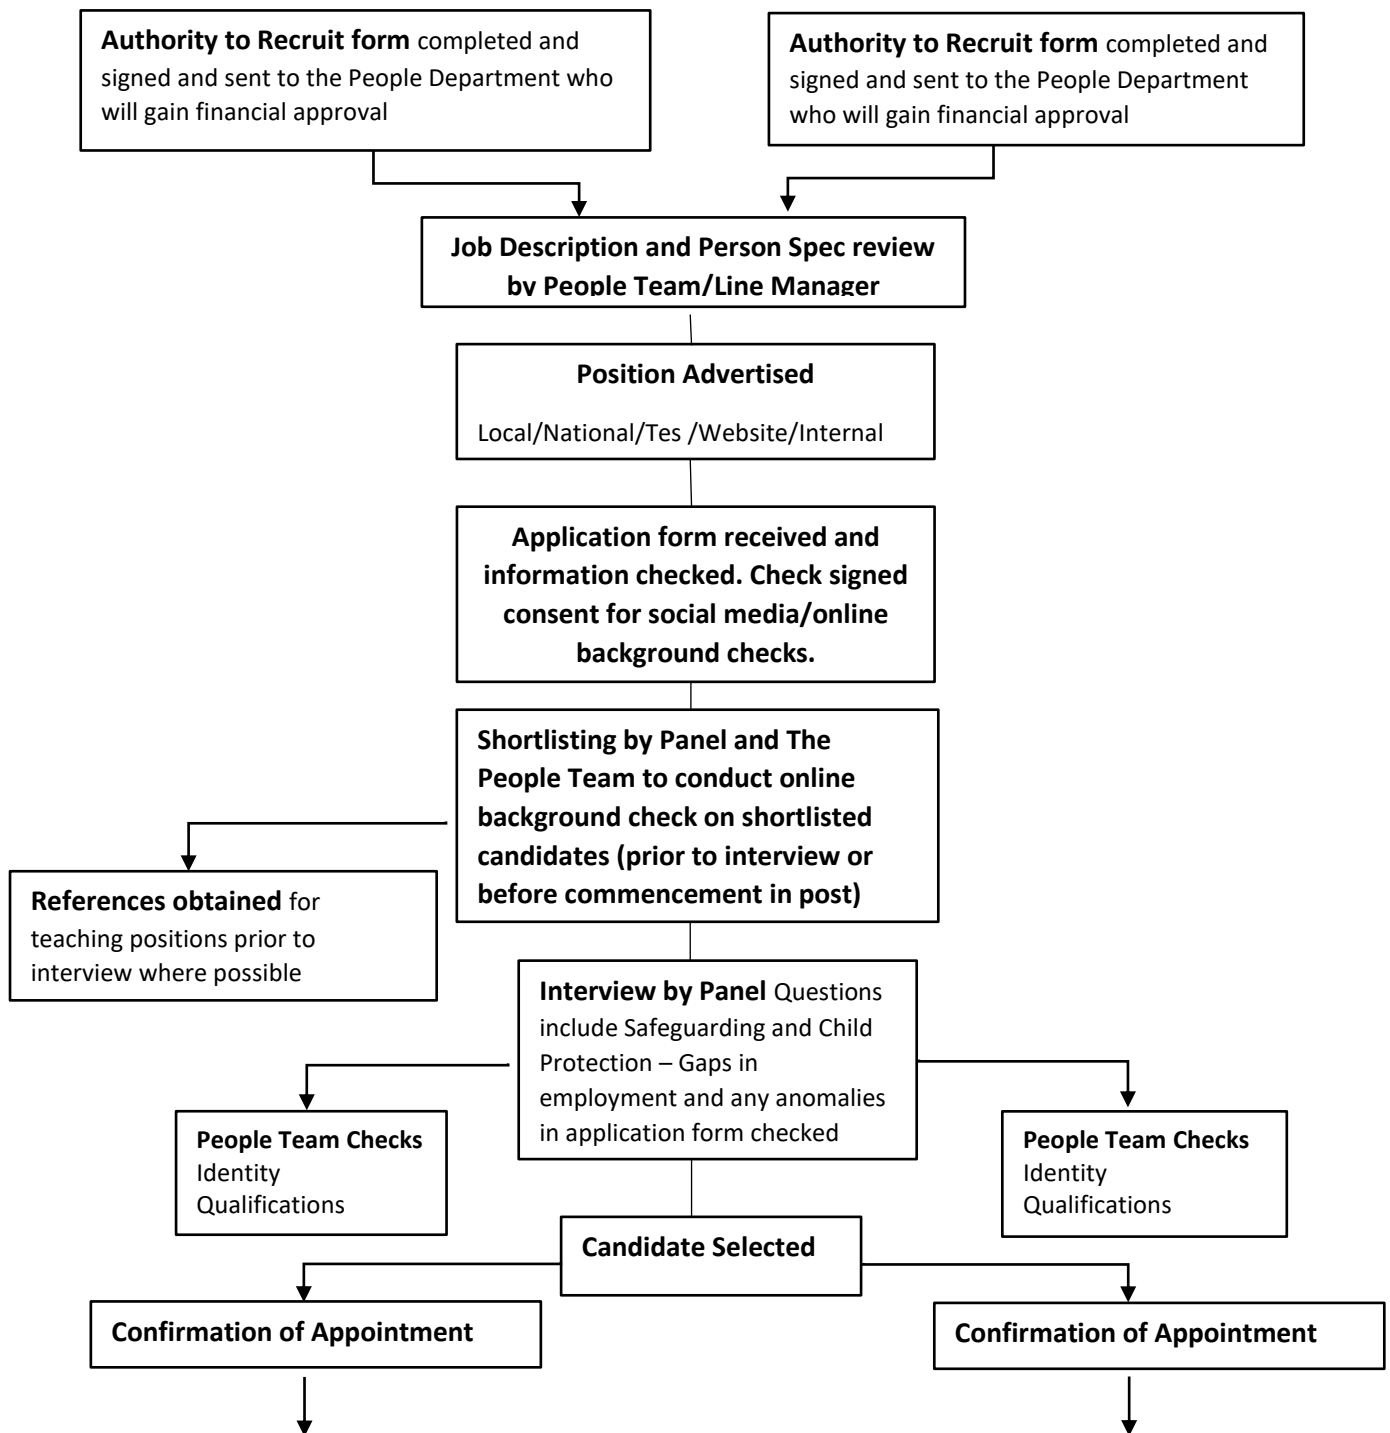 Authority to Recruit form completed and
signed and sent to the People Department who
will gain financial approval
Authority to Recruit form completed and
signed and sent to the People Department
who will gain financial approval
Job Description and Person Spec review
by People Team/Line Manager
Position Advertised
Local/National/Tes /Website/Internal
Application form received and
information checked. Check signed
consent for social media/online
background checks.
Shortlisting by Panel and The
People Team to conduct online
background check on shortlisted
candidates (prior to interview or
before commencement in post)
References obtained for
teaching positions prior to
interview where possible
Interview by Panel Questions
include Safeguarding and Child
Protection – Gaps in
employment and any anomalies
in application form checked
People Team Checks
Identity
Qualifications
People Team Checks
Identity
Qualifications
Candidate Selected
Confirmation of Appointment
Confirmation of Appointment